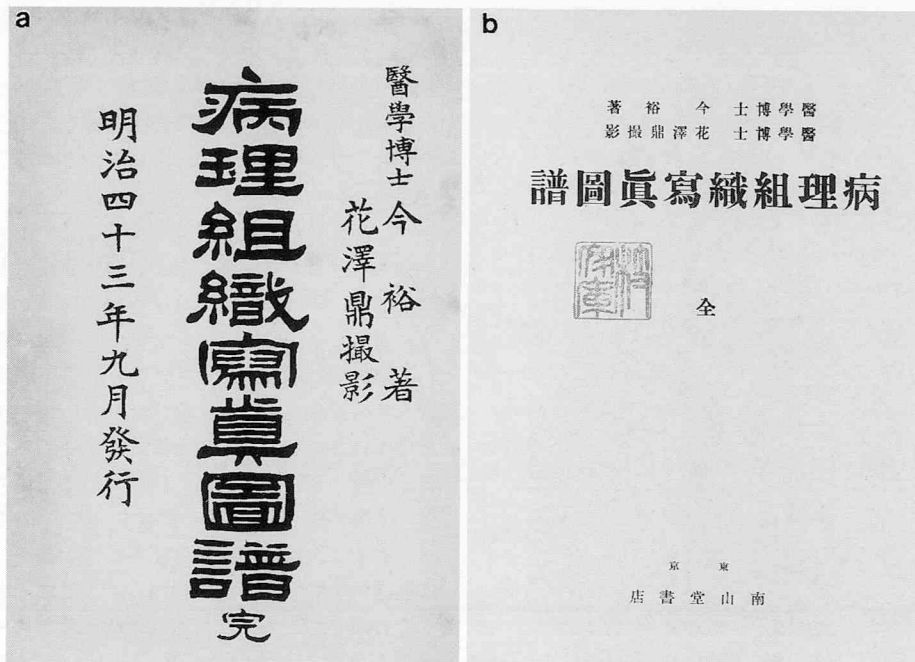 a
醫學博士 今 裕 著
花澤鼎撮影
病理組織寫眞圖譜 完
明治四十三年九月發行
b
醫學博士 今 裕 著
醫學博士 花澤鼎撮影
病理組織寫眞圖譜
全
東京
南山堂書店